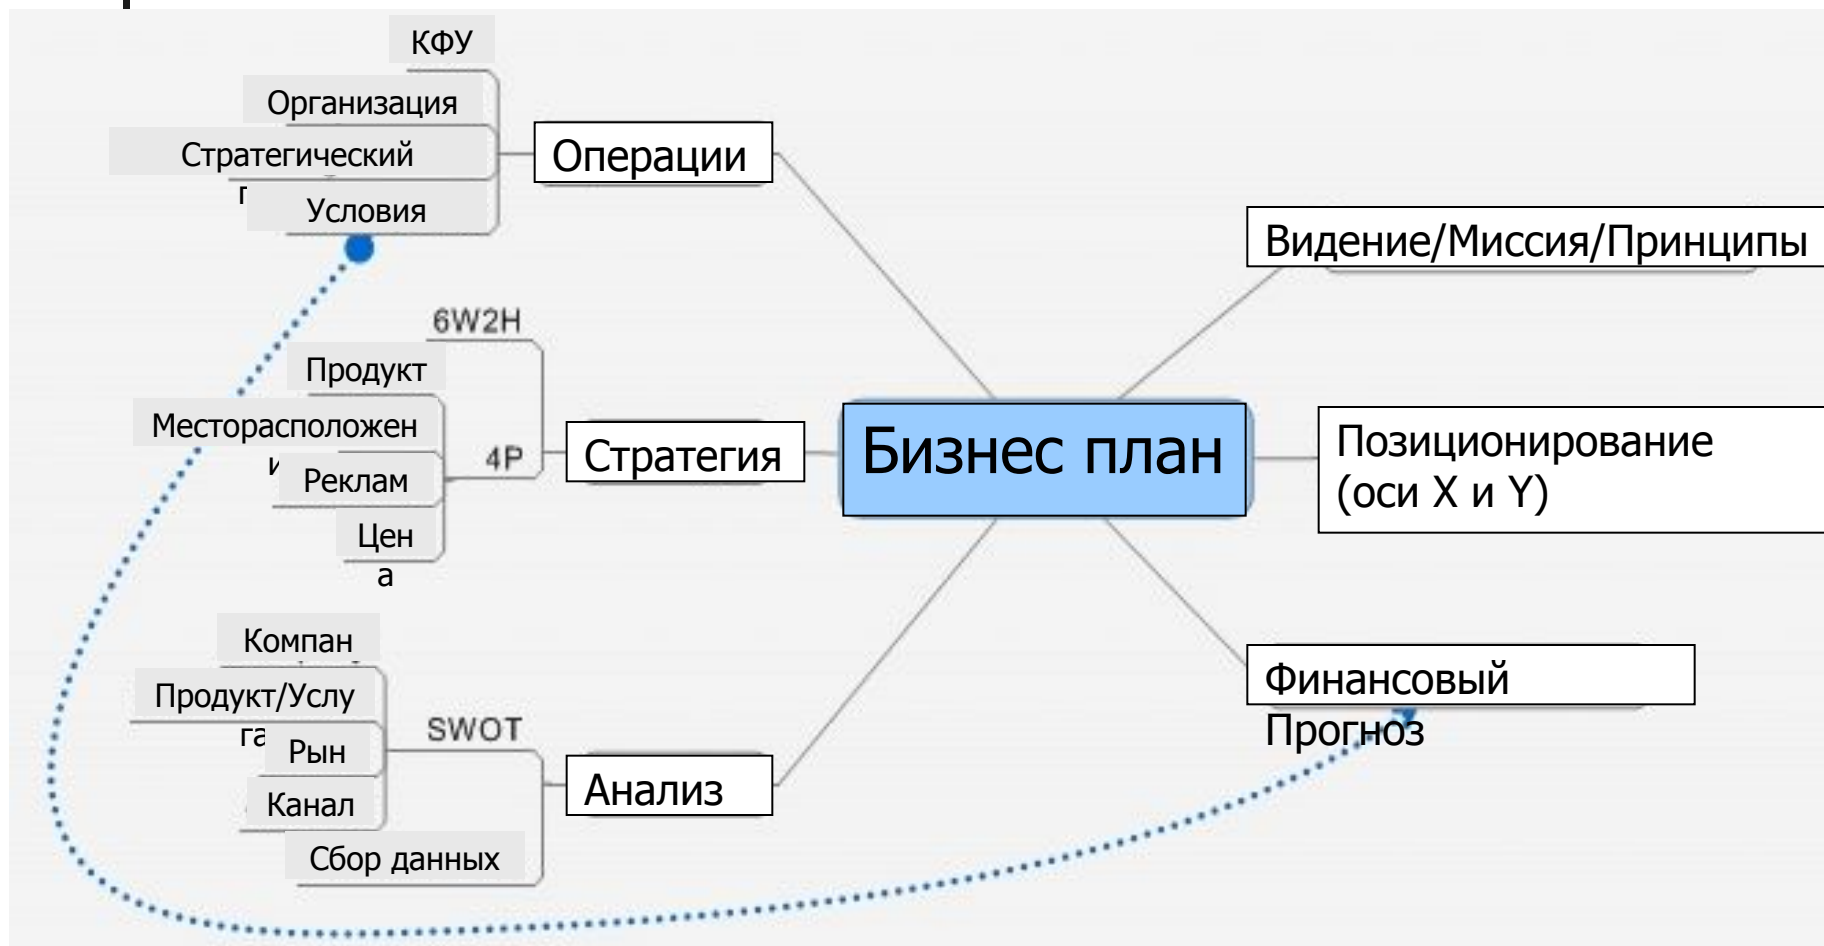 КФУ
Организация
Стратегический
Условия
Операции
Видение/Миссия/Принципы
6W2H
Продукт
Месторасположен
4P
Реклам
Цен
а
Стратегия
Бизнес план
Позиционирование
(оси X и Y)
Компан
Продукт/Услу
га
Рын
Канал
SWOT
Сбор данных
Анализ
Финансовый
Прогноз